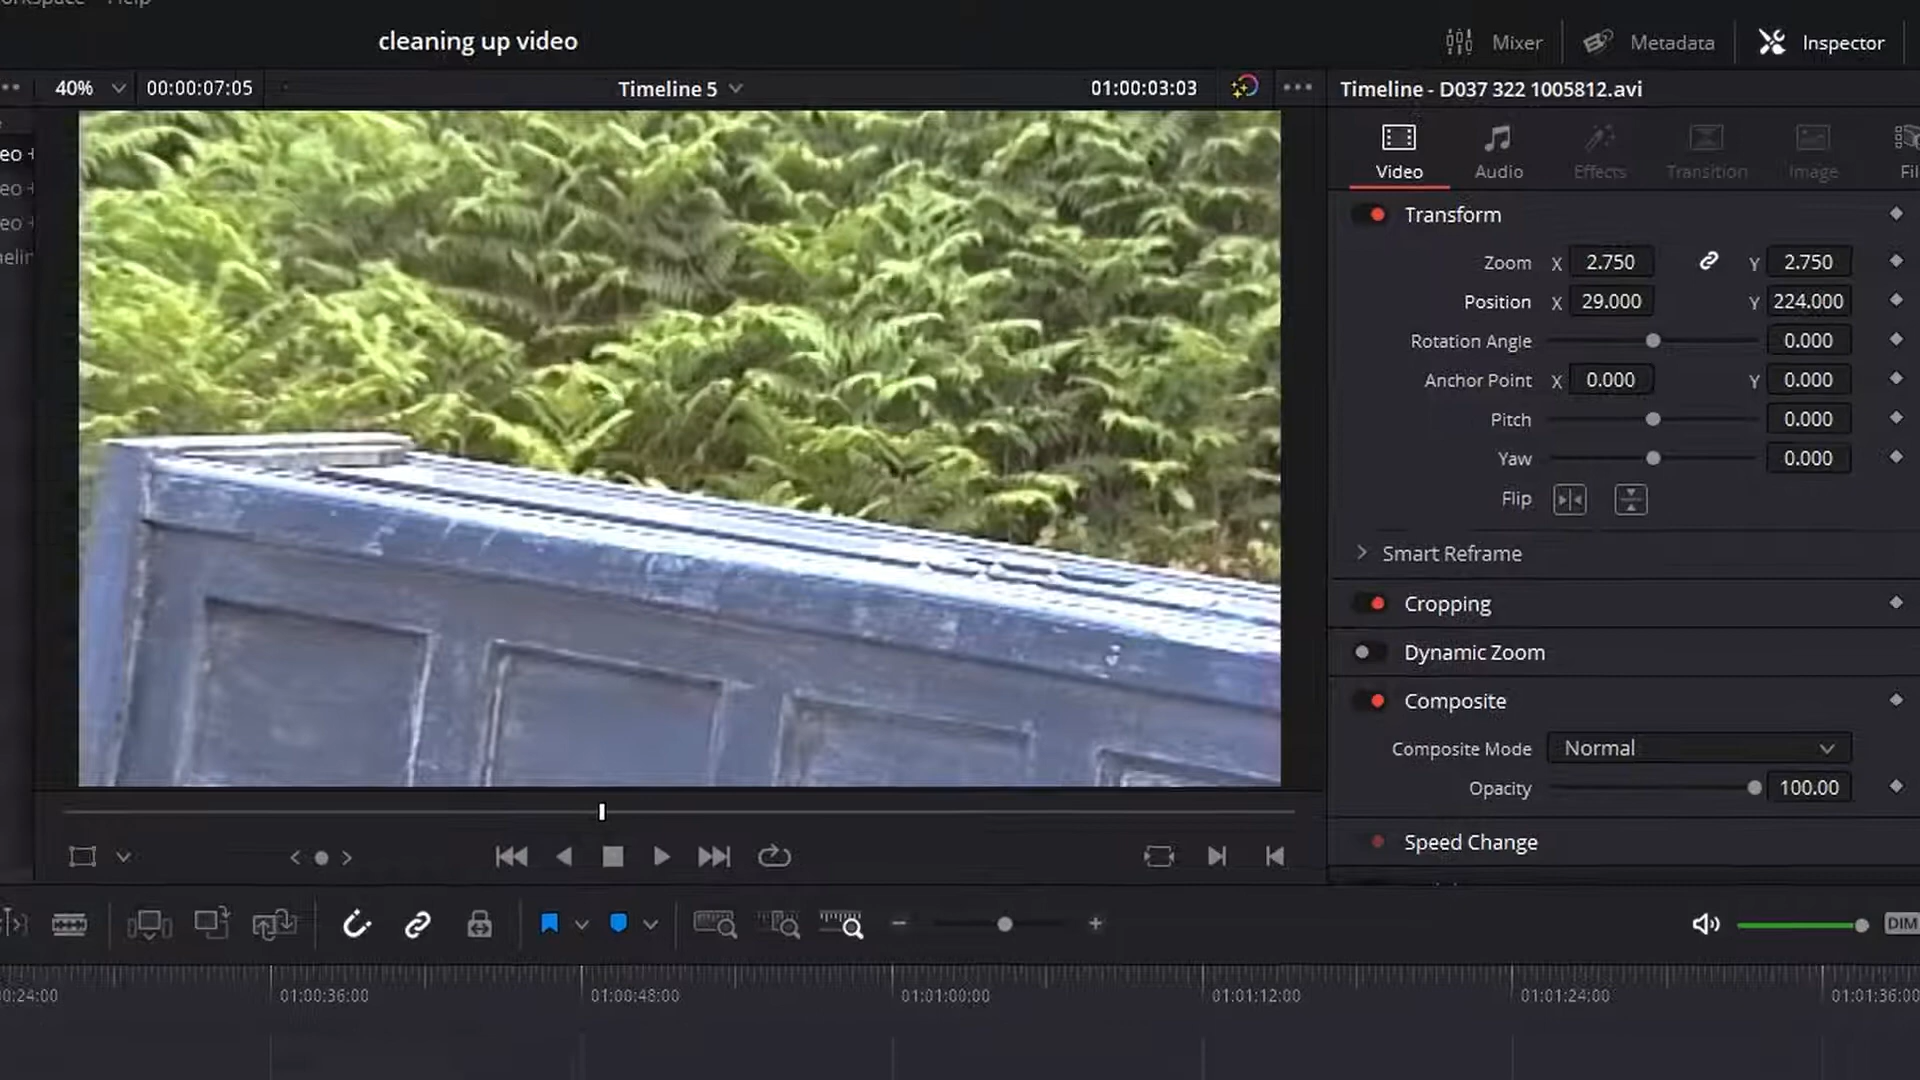 Help
cleaning up video
Mixer
Metadata
Inspector
40%
00:00:07:05
Timeline 5
01:00:03:03
Timeline - D037 322 1005812.avi
Video
Audio
Effects
Transition
Image
Transform
Zoom X 2.750 Y 2.750
Position X 29.000 Y 224.000
Rotation Angle 0.000
Anchor Point X 0.000 Y 0.000
Pitch 0.000
Yaw 0.000
Flip
Smart Reframe
Cropping
Dynamic Zoom
Composite
Composite Mode Normal
Opacity 100.00
Speed Change
DIM
0:24:00
01:00:36:00
01:00:48:00
01:01:00:00
01:01:12:00
01:01:24:00
01:01:36:00